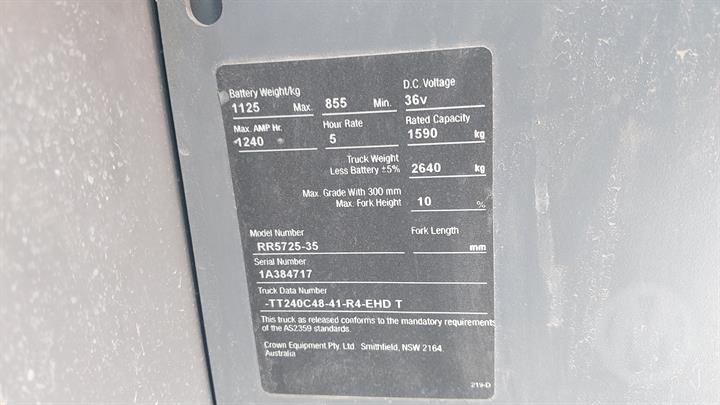 Battery Weight/kg D.C. Voltage
1125 Max. 855 Min. 36v
Max. AMP Hr. Hour Rate Rated Capacity
1240 5 1590 kg
Truck Weight
Less Battery ±5% 2640 kg
Max. Grade With 300 mm
Max. Fork Height 10 %
Model Number Fork Length
RR5725-35 mm
Serial Number
1A384717
Truck Data Number
-TT240C48-41-R4-EHD T
This truck as released conforms to the mandatory requirements
of the AS2359 standards.
Crown Equipment Pty. Ltd. Smithfield, NSW 2164.
Australia
219-D